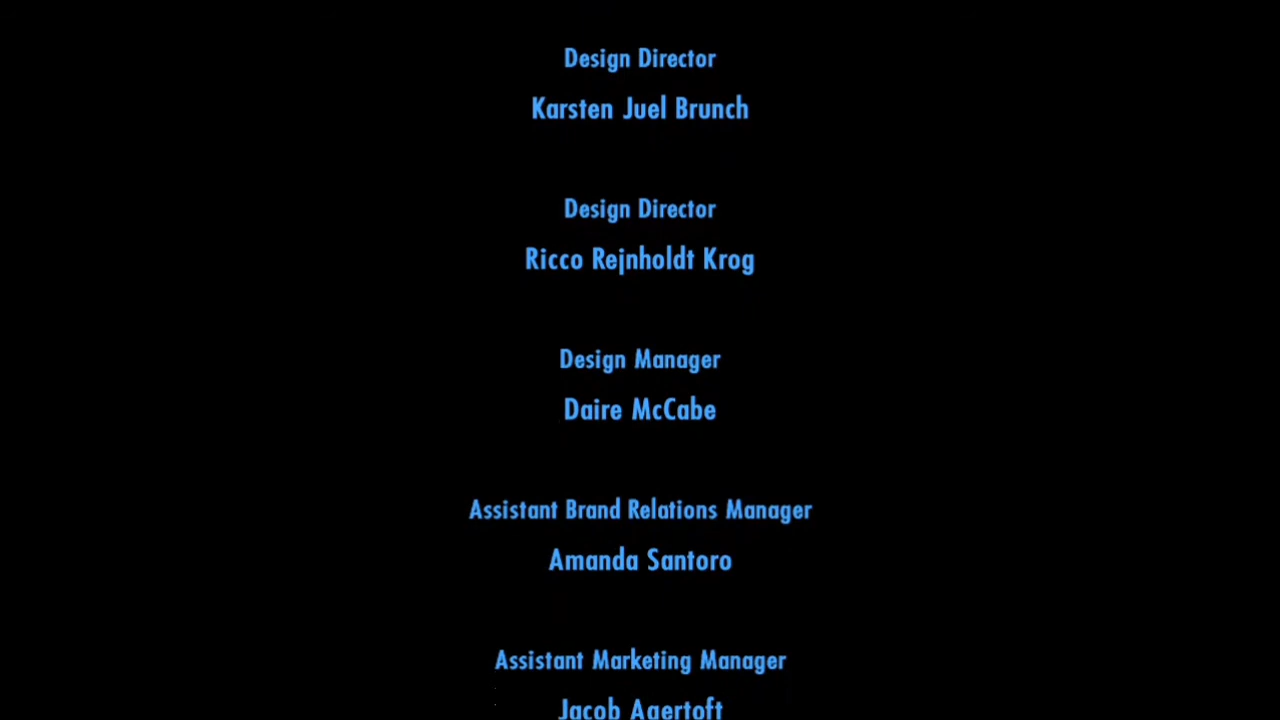 Design Director
Karsten Juel Brunch
Design Director
Ricco Rejnholdt Krog
Design Manager
Daire McCabe
Assistant Brand Relations Manager
Amanda Santoro
Assistant Marketing Manager
Jacob Agertoft